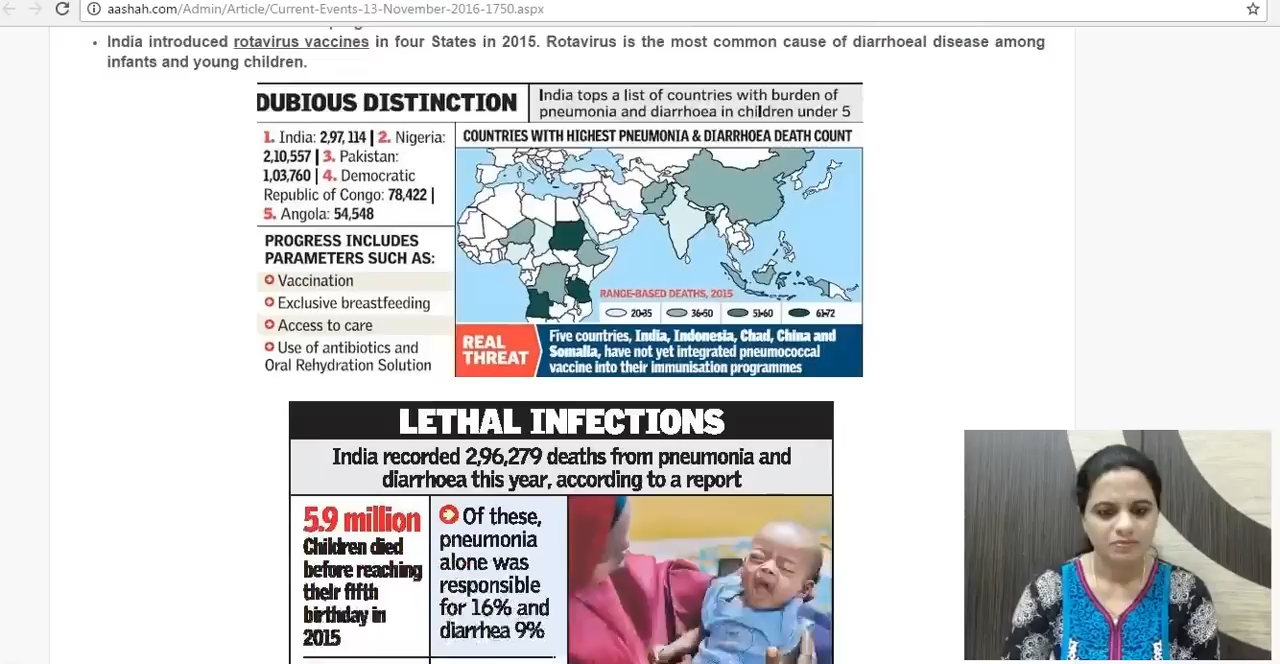 aashah.com/Admin/Article/Current-Events-13-November-2016-1750.aspx
India introduced rotavirus vaccines in four States in 2015. Rotavirus is the most common cause of diarrhoeal disease among
infants and young children.
DUBIOUS DISTINCTION
India tops a list of countries with burden of
pneumonia and diarrhoea in children under 5
1. India: 2,97,114 | 2. Nigeria:
2,10,557 | 3. Pakistan:
1,03,760 | 4. Democratic
Republic of Congo: 78,422 |
5. Angola: 54,548
PROGRESS INCLUDES
PARAMETERS SUCH AS:
Vaccination
Exclusive breastfeeding
Access to care
Use of antibiotics and
Oral Rehydration Solution
COUNTRIES WITH HIGHEST PNEUMONIA & DIARRHOEA DEATH COUNT
RANGE-BASED DEATHS, 2015
20-35 36-50 51-60 61-72
REAL
THREAT
Five countries, India, Indonesia, Chad, China and
Somalia, have not yet integrated pneumococcal
vaccine into their immunisation programmes
LETHAL INFECTIONS
India recorded 2,96,279 deaths from pneumonia and
diarrhoea this year, according to a report
5.9 million
Children died
before reaching
their fifth
birthday in
2015
Of these,
pneumonia
alone was
responsible
for 16% and
diarrhea 9%